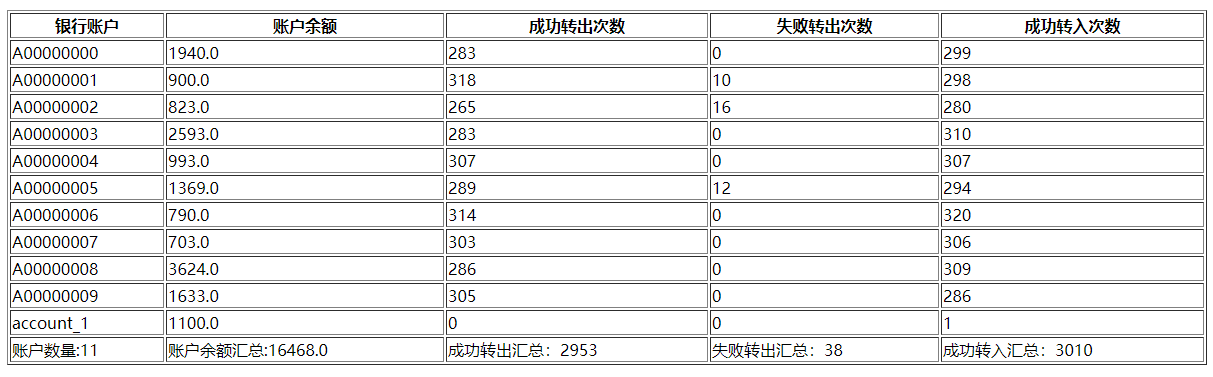 银行账户 账户余额 成功转出次数 失败转出次数 成功转入次数
A00000000 1940.0 283 0 299
A00000001 900.0 318 10 298
A00000002 823.0 265 16 280
A00000003 2593.0 283 0 310
A00000004 993.0 307 0 307
A00000005 1369.0 289 12 294
A00000006 790.0 314 0 320
A00000007 703.0 303 0 306
A00000008 3624.0 286 0 309
A00000009 1633.0 305 0 286
account_1 1100.0 0 0 1
账户数量:11 账户余额汇总:16468.0 成功转出汇总：2953 失败转出汇总：38 成功转入汇总：3010